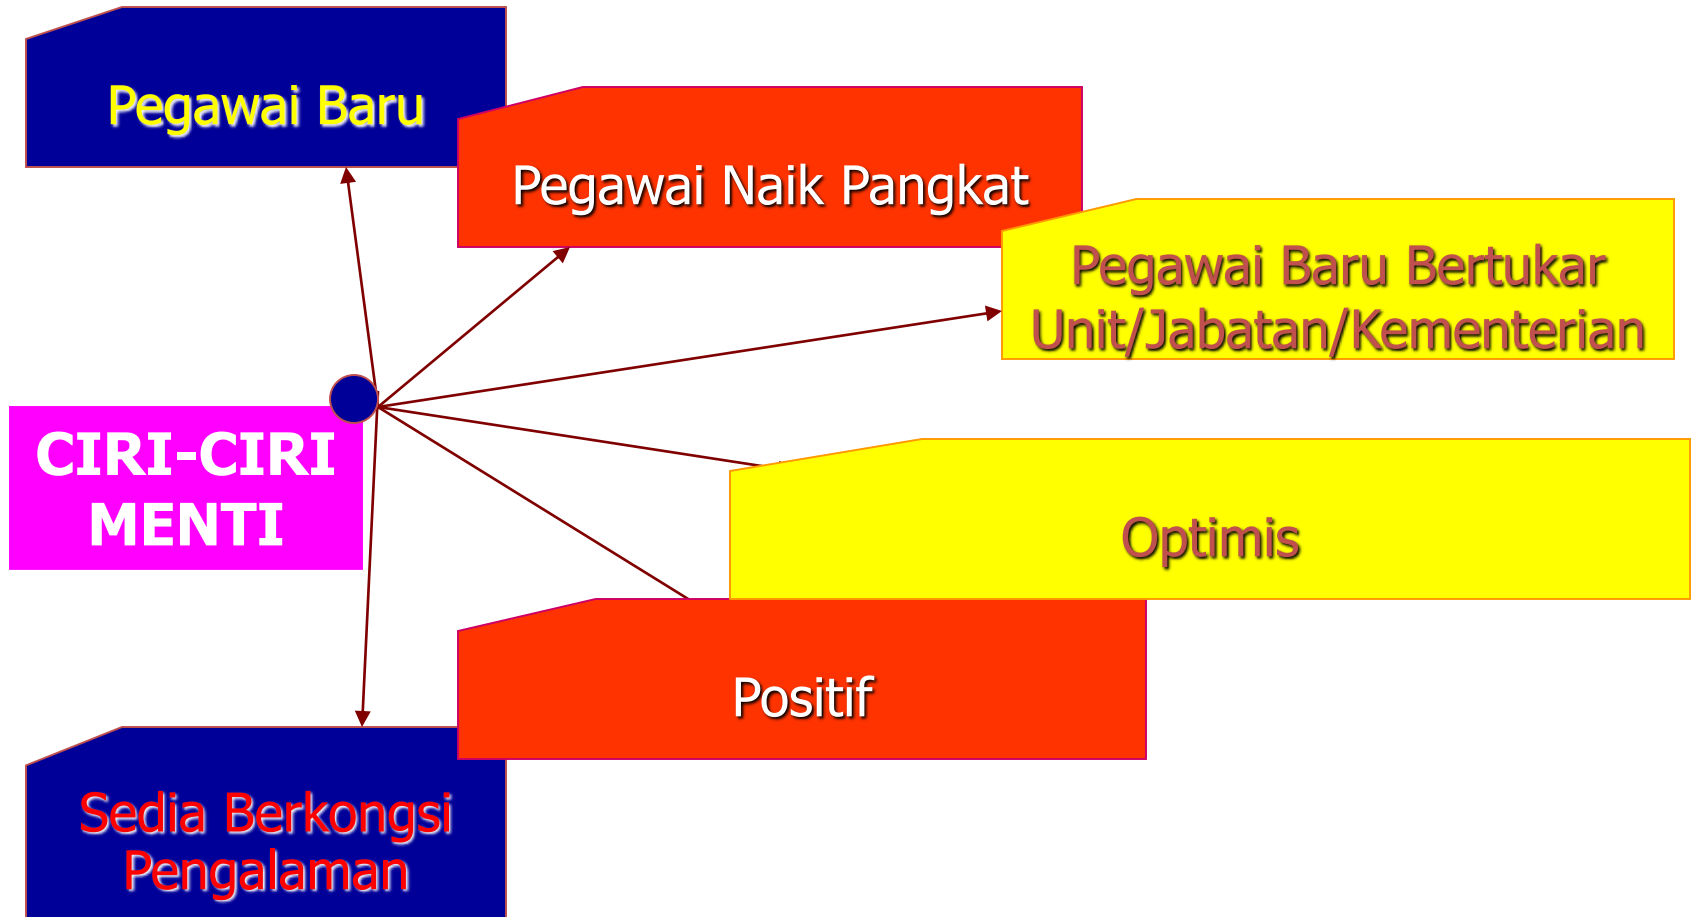 Pegawai Baru
Pegawai Naik Pangkat
Pegawai Baru Bertukar
Unit/Jabatan/Kementerian
CIRI-CIRI
MENTI
Optimis
Positif
Sedia Berkongsi
Pengalaman